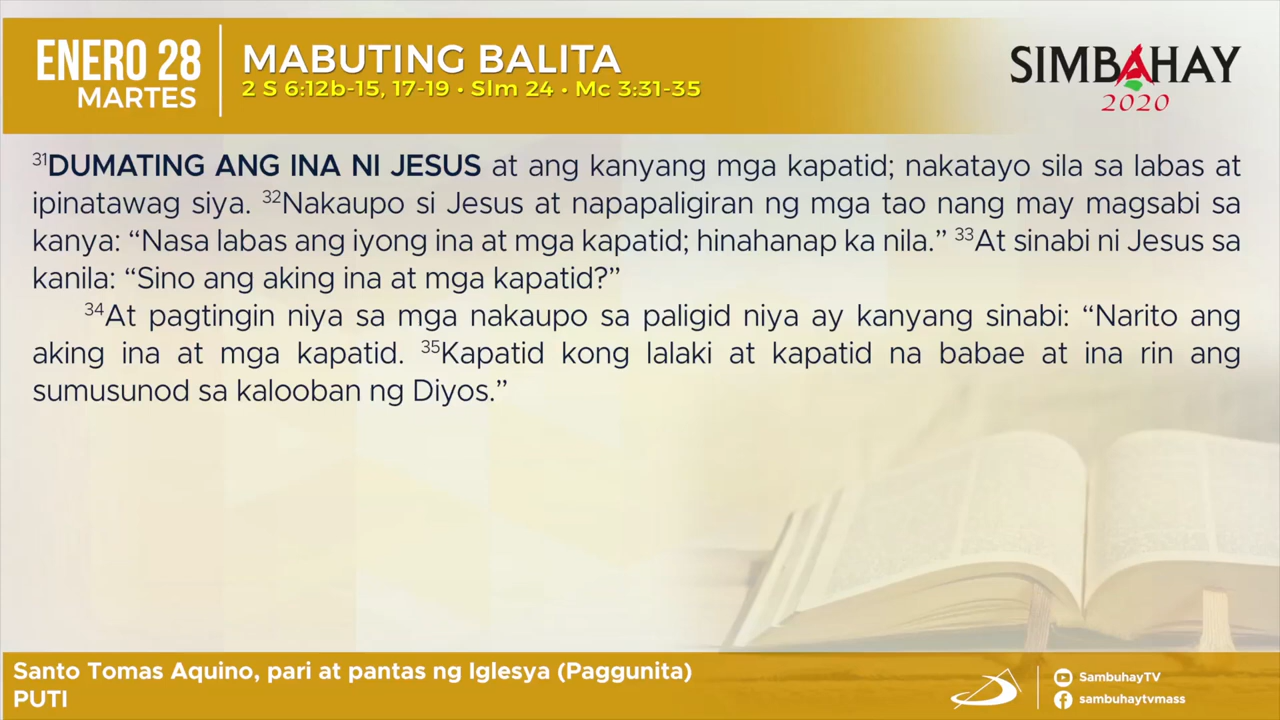 ENERO 28
MARTES
MABUTING BALITA
2 S 6:12b-15, 17-19 • Slm 24 • Mc 3:31-35
SIMBAHAY
2020
³¹DUMATING ANG INA NI JESUS at ang kanyang mga kapatid; nakatayo sila sa labas at
ipinatawag siya. ³²Nakaupo si Jesus at napapaligiran ng mga tao nang may magsabi sa
kanya: “Nasa labas ang iyong ina at mga kapatid; hinahanap ka nila.” ³³At sinabi ni Jesus sa
kanila: “Sino ang aking ina at mga kapatid?”
³⁴At pagtingin niya sa mga nakaupo sa paligid niya ay kanyang sinabi: “Narito ang
aking ina at mga kapatid. ³⁵Kapatid kong lalaki at kapatid na babae at ina rin ang
sumusunod sa kalooban ng Diyos.”
Santo Tomas Aquino, pari at pantas ng Iglesya (Paggunita)
PUTI
SambuhayTV
sambuhaytvmass